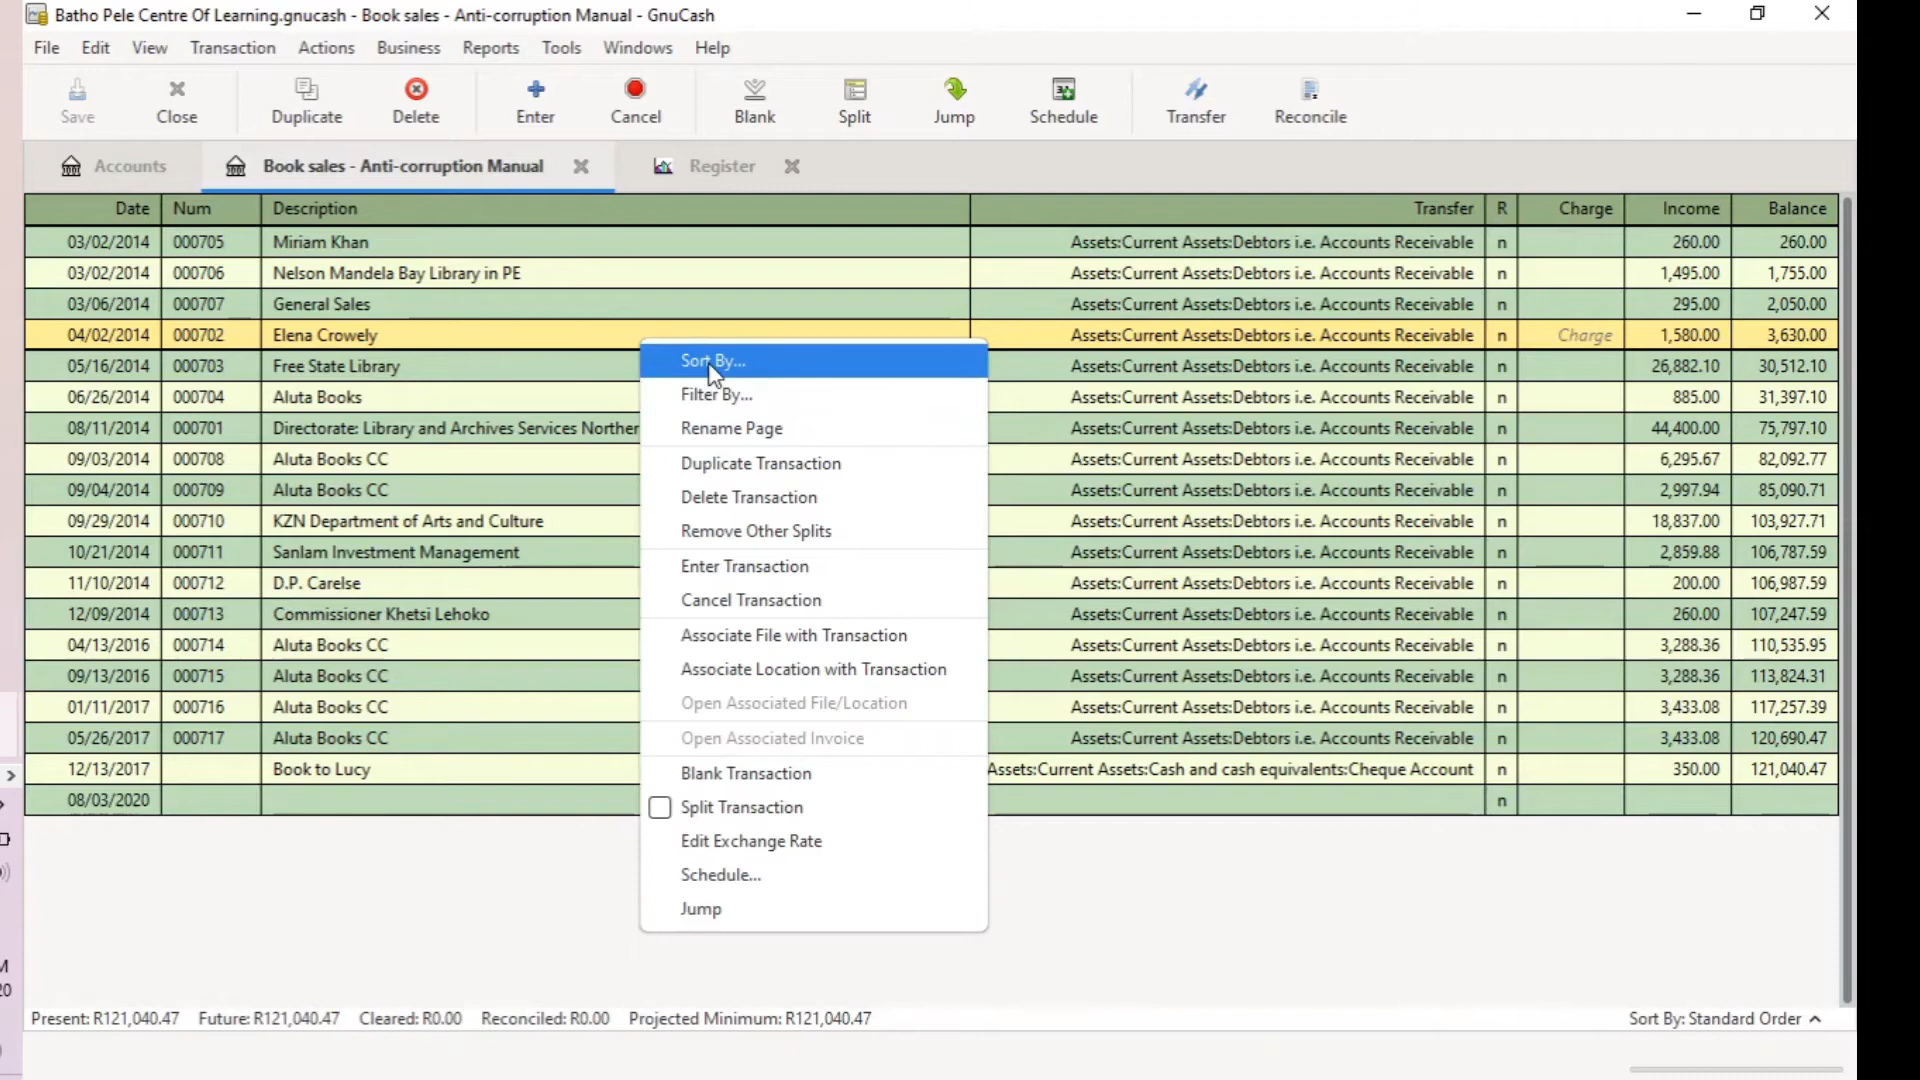 Batho Pele Centre Of Learning.gnucash - Book sales - Anti-corruption Manual - GnuCash
File Edit View Transaction Actions Business Reports Tools Windows Help
Save Close Duplicate Delete Enter Cancel Blank Split Jump Schedule Transfer Reconcile
Accounts Book sales - Anti-corruption Manual Register
Date Num Description Transfer R Charge Income Balance
03/02/2014 000705 Miriam Khan Assets:Current Assets:Debtors i.e. Accounts Receivable n 260.00 260.00
03/02/2014 000706 Nelson Mandela Bay Library in PE Assets:Current Assets:Debtors i.e. Accounts Receivable n 1,495.00 1,755.00
03/06/2014 000707 General Sales Assets:Current Assets:Debtors i.e. Accounts Receivable n 295.00 2,050.00
04/02/2014 000702 Elena Crowely Assets:Current Assets:Debtors i.e. Accounts Receivable n Charge 1,580.00 3,630.00
05/16/2014 000703 Free State Library Assets:Current Assets:Debtors i.e. Accounts Receivable n 26,882.10 30,512.10
06/26/2014 000704 Aluta Books Assets:Current Assets:Debtors i.e. Accounts Receivable n 885.00 31,397.10
08/11/2014 000701 Directorate: Library and Archives Services Norther Assets:Current Assets:Debtors i.e. Accounts Receivable n 44,400.00 75,797.10
09/03/2014 000708 Aluta Books CC Assets:Current Assets:Debtors i.e. Accounts Receivable n 6,295.67 82,092.77
09/04/2014 000709 Aluta Books CC Assets:Current Assets:Debtors i.e. Accounts Receivable n 2,997.94 85,090.71
09/29/2014 000710 KZN Department of Arts and Culture Assets:Current Assets:Debtors i.e. Accounts Receivable n 18,837.00 103,927.71
10/21/2014 000711 Sanlam Investment Management Assets:Current Assets:Debtors i.e. Accounts Receivable n 2,859.88 106,787.59
11/10/2014 000712 D.P. Carelse Assets:Current Assets:Debtors i.e. Accounts Receivable n 200.00 106,987.59
12/09/2014 000713 Commissioner Khetsi Lehoko Assets:Current Assets:Debtors i.e. Accounts Receivable n 260.00 107,247.59
04/13/2016 000714 Aluta Books CC Assets:Current Assets:Debtors i.e. Accounts Receivable n 3,288.36 110,535.95
09/13/2016 000715 Aluta Books CC Assets:Current Assets:Debtors i.e. Accounts Receivable n 3,288.36 113,824.31
01/11/2017 000716 Aluta Books CC Assets:Current Assets:Debtors i.e. Accounts Receivable n 3,433.08 117,257.39
05/26/2017 000717 Aluta Books CC Assets:Current Assets:Debtors i.e. Accounts Receivable n 3,433.08 120,690.47
12/13/2017 Book to Lucy Assets:Current Assets:Cash and cash equivalents:Cheque Account n 350.00 121,040.47
08/03/2020 n
Sort By...
Filter By...
Rename Page
Duplicate Transaction
Delete Transaction
Remove Other Splits
Enter Transaction
Cancel Transaction
Associate File with Transaction
Associate Location with Transaction
Open Associated File/Location
Open Associated Invoice
Blank Transaction
Split Transaction
Edit Exchange Rate
Schedule...
Jump
M
20
Present: R121,040.47 Future: R121,040.47 Cleared: R0.00 Reconciled: R0.00 Projected Minimum: R121,040.47 Sort By: Standard Order